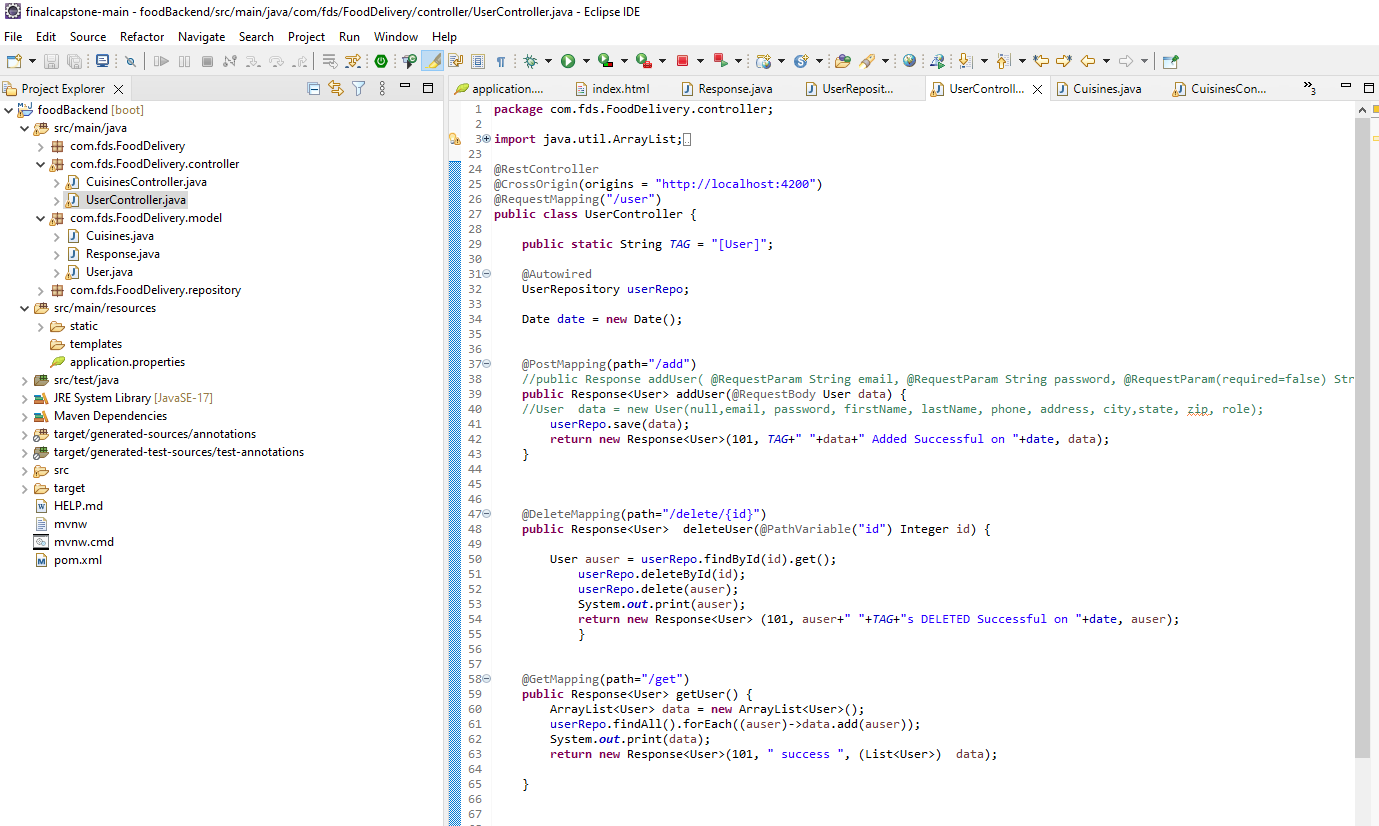 finalcapstone-main - foodBackend/src/main/java/com/fds/FoodDelivery/controller/UserController.java - Eclipse IDE
File Edit Source Refactor Navigate Search Project Run Window Help
Project Explorer
foodBackend [boot]
src/main/java
com.fds.FoodDelivery
com.fds.FoodDelivery.controller
CuisinesController.java
UserController.java
com.fds.FoodDelivery.model
Cuisines.java
Response.java
User.java
com.fds.FoodDelivery.repository
src/main/resources
static
templates
application.properties
src/test/java
JRE System Library [JavaSE-17]
Maven Dependencies
target/generated-sources/annotations
target/generated-test-sources/test-annotations
src
target
HELP.md
mvnw
mvnw.cmd
pom.xml
application.... index.html Response.java UserReposit... UserControll... Cuisines.java CuisinesCon... »3
1 package com.fds.FoodDelivery.controller;
2
3 import java.util.ArrayList;
23
24 @RestController
25 @CrossOrigin(origins = "http://localhost:4200")
26 @RequestMapping("/user")
27 public class UserController {
28
29 public static String TAG = "[User]";
30
31 @Autowired
32 UserRepository userRepo;
33
34 Date date = new Date();
35
36
37 @PostMapping(path="/add")
38 //public Response addUser( @RequestParam String email, @RequestParam String password, @RequestParam(required=false) Str
39 public Response<User> addUser(@RequestBody User data) {
40 //User  data = new User(null,email, password, firstName, lastName, phone, address, city,state, zip, role);
41 userRepo.save(data);
42 return new Response<User>(101, TAG+" "+data+" Added Successful on "+date, data);
43 }
44
45
46
47 @DeleteMapping(path="/delete/{id}")
48 public Response<User>  deleteUser(@PathVariable("id") Integer id) {
49
50 User auser = userRepo.findById(id).get();
51 userRepo.deleteById(id);
52 userRepo.delete(auser);
53 System.out.print(auser);
54 return new Response<User> (101, auser+" "+TAG+"s DELETED Successful on "+date, auser);
55 }
56
57
58 @GetMapping(path="/get")
59 public Response<User> getUser() {
60 ArrayList<User> data = new ArrayList<User>();
61 userRepo.findAll().forEach((auser)->data.add(auser));
62 System.out.print(data);
63 return new Response<User>(101, " success ", (List<User>)  data);
64
65 }
66
67